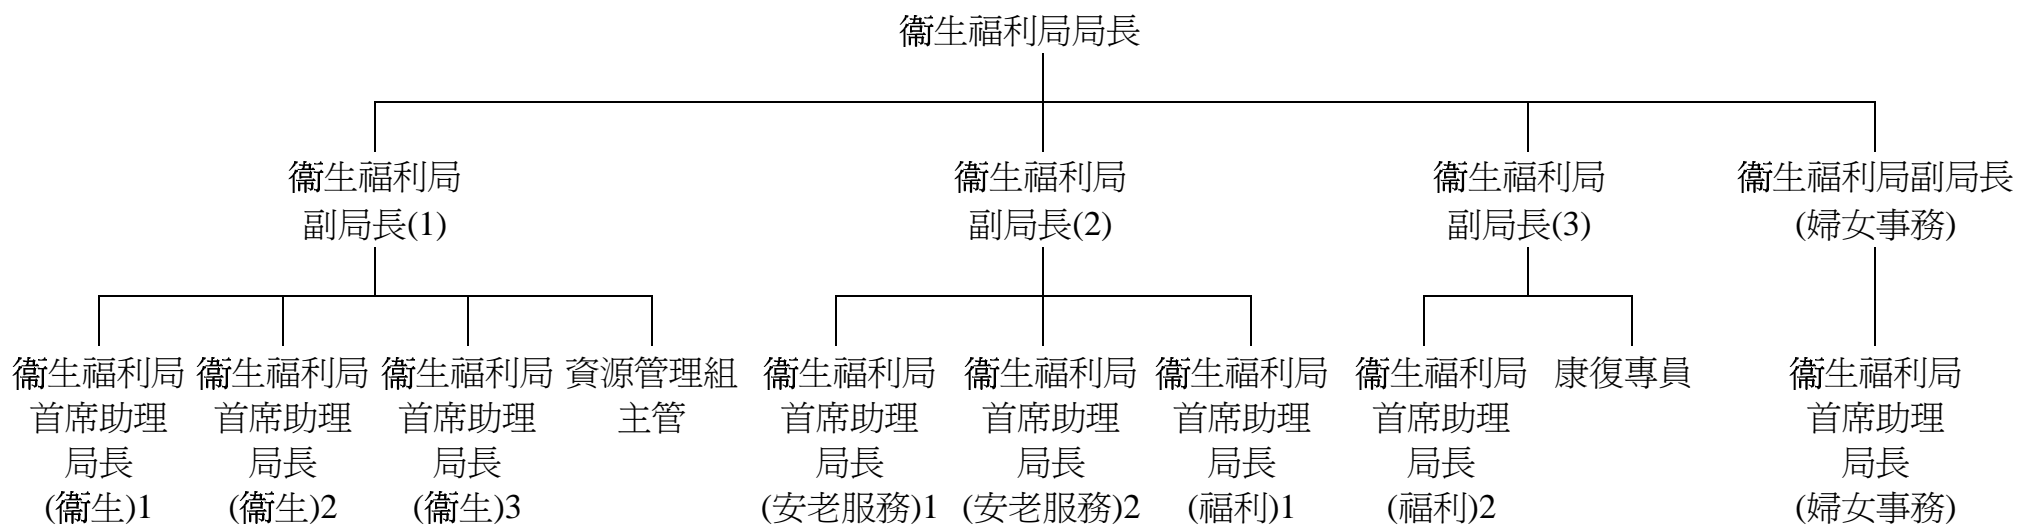 衞生福利局局長
衞生福利局
副局長(1)
衞生福利局
副局長(2)
衞生福利局
副局長(3)
衞生福利局副局長
(婦女事務)
衞生福利局
首席助理
局長
(衞生)1
衞生福利局
首席助理
局長
(衞生)2
衞生福利局
首席助理
局長
(衞生)3
資源管理組
主管
衞生福利局
首席助理
局長
(安老服務)1
衞生福利局
首席助理
局長
(安老服務)2
衞生福利局
首席助理
局長
(福利)1
衞生福利局
首席助理
局長
(福利)2
康復專員
衞生福利局
首席助理
局長
(婦女事務)